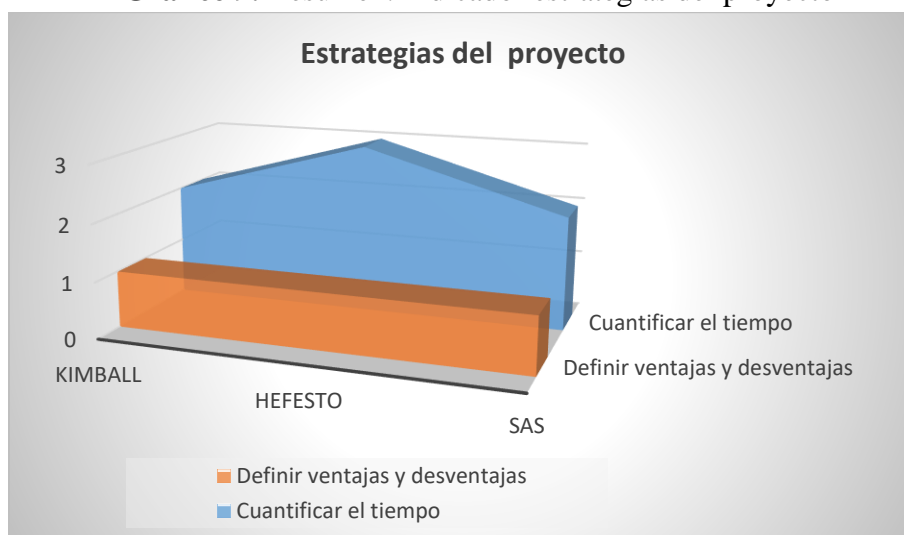 Estrategias del proyecto
3
2
1
0
KIMBALL
HEFESTO
SAS
Cuantificar el tiempo
Definir ventajas y desventajas
Definir ventajas y desventajas
Cuantificar el tiempo